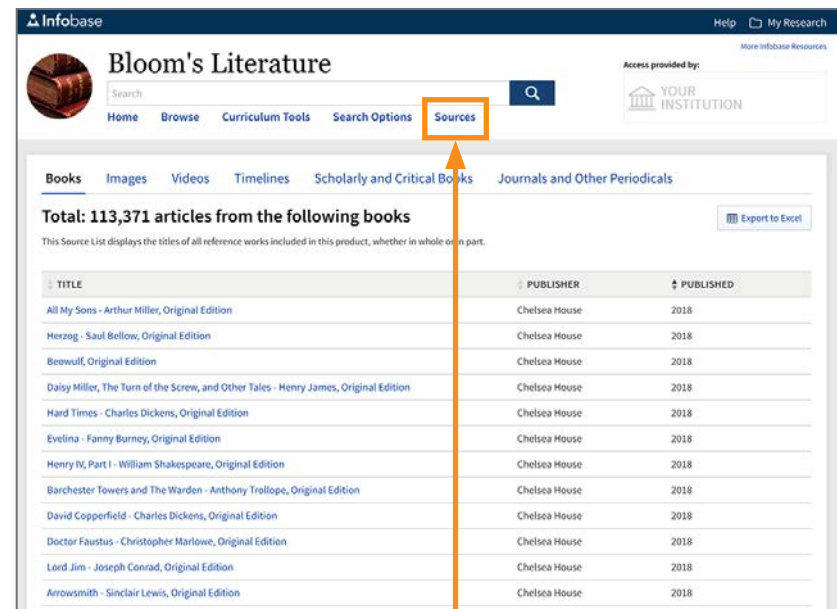 Infobase
Help My Research
More Infobase Resources
Bloom's Literature
Access provided by:
Search
YOUR
INSTITUTION
Home Browse Curriculum Tools Search Options Sources
Books Images Videos Timelines Scholarly and Critical Books Journals and Other Periodicals
Total: 113,371 articles from the following books
Export to Excel
This Source List displays the titles of all reference works included in this product, whether in whole or in part.
TITLE PUBLISHER PUBLISHED
All My Sons - Arthur Miller, Original Edition Chelsea House 2018
Herzog - Saul Bellow, Original Edition Chelsea House 2018
Beowulf, Original Edition Chelsea House 2018
Daisy Miller, The Turn of the Screw, and Other Tales - Henry James, Original Edition Chelsea House 2018
Hard Times - Charles Dickens, Original Edition Chelsea House 2018
Evelina - Fanny Burney, Original Edition Chelsea House 2018
Henry IV, Part I - William Shakespeare, Original Edition Chelsea House 2018
Barchester Towers and The Warden - Anthony Trollope, Original Edition Chelsea House 2018
David Copperfield - Charles Dickens, Original Edition Chelsea House 2018
Doctor Faustus - Christopher Marlowe, Original Edition Chelsea House 2018
Lord Jim - Joseph Conrad, Original Edition Chelsea House 2018
Arrowsmith - Sinclair Lewis, Original Edition Chelsea House 2018